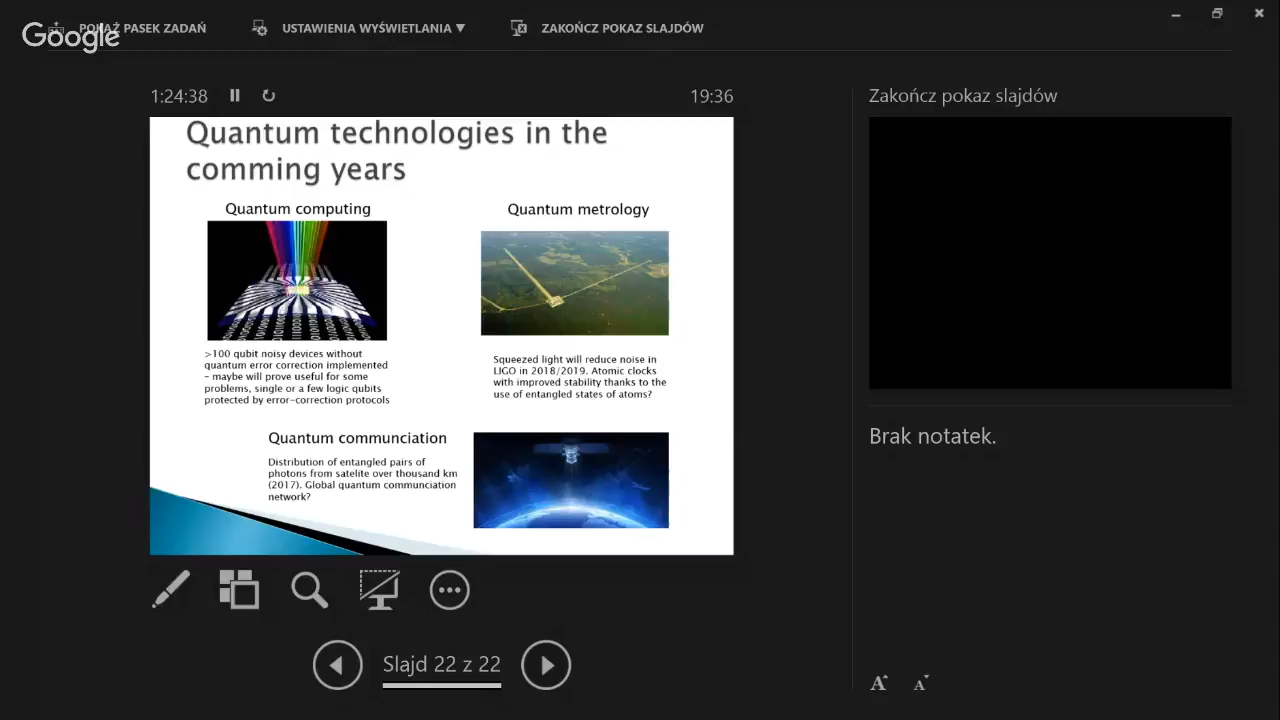 Google
POKAŻ PASEK ZADAŃ
USTAWIENIA WYŚWIETLANIA ▼
ZAKOŃCZ POKAZ SLAJDÓW
1:24:38
19:36
Quantum technologies in the
comming years
Quantum computing
>100 qubit noisy devices without
quantum error correction implemented
– maybe will prove useful for some
problems, single or a few logic qubits
protected by error-correction protocols
Quantum metrology
Squeezed light will reduce noise in
LIGO in 2018/2019. Atomic clocks
with improved stability thanks to the
use of entangled states of atoms?
Quantum communciation
Distribution of entangled pairs of
photons from satelite over thousand km
(2017). Global quantum communciation
network?
Slajd 22 z 22
Zakończ pokaz slajdów
Brak notatek.
A A